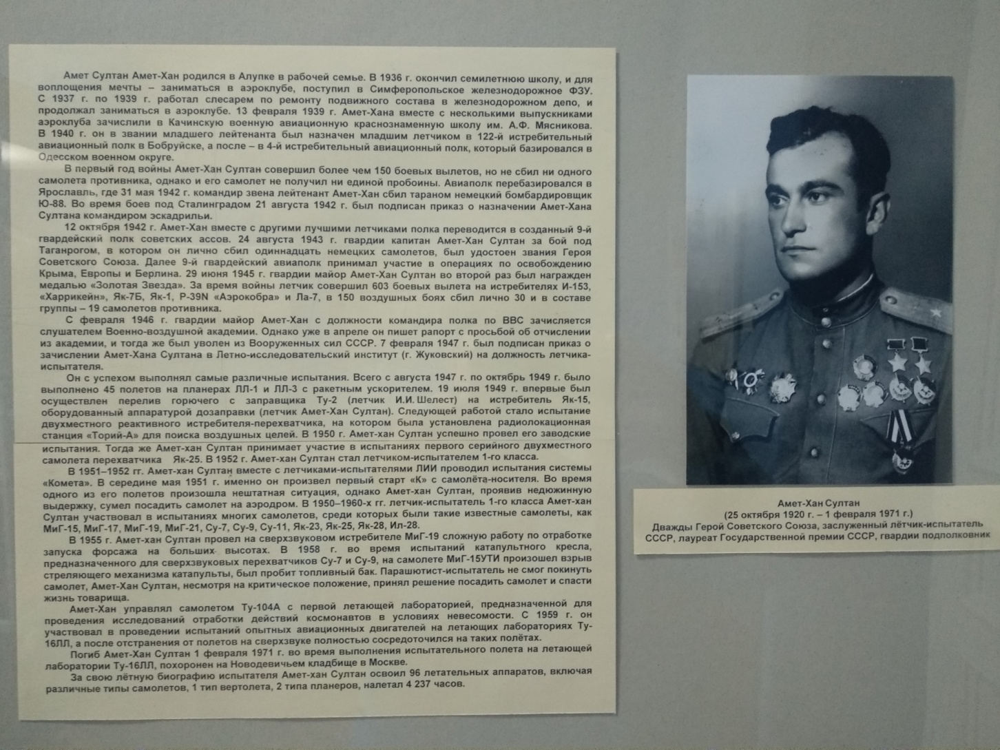 Амет Султан Амет-Хан родился в Алупке в рабочей семье. В 1936 г. окончил семилетнюю школу, и для
воплощения мечты – заниматься в аэроклубе, поступил в Симферопольское железнодорожное ФЗУ.
С 1937 г. по 1939 г. работал слесарем по ремонту подвижного состава в железнодорожном депо, и
продолжал заниматься в аэроклубе. 13 февраля 1939 г. Амет-Хана вместе с несколькими выпускниками
аэроклуба зачислили в Качинскую военную авиационную краснознаменную школу им. А.Ф. Мясникова.
В 1940 г. он в звании младшего лейтенанта был назначен младшим летчиком в 122-й истребительный
авиационный полк в Бобруйске, а после – в 4-й истребительный авиационный полк, который базировался в
Одесском военном округе.
В первый год войны Амет-Хан Султан совершил более чем 150 боевых вылетов, но не сбил ни одного
самолета противника, однако и его самолет не получил ни единой пробоины. Авиаполк перебазировался в
Ярославль, где 31 мая 1942 г. командир звена лейтенант Амет-Хан сбил тараном немецкий бомбардировщик
Ю-88. Во время боев под Сталинградом 21 августа 1942 г. был подписан приказ о назначении Амет-Хана
Султана командиром эскадрильи.
12 октября 1942 г. Амет-Хан вместе с другими лучшими летчиками полка переводится в созданный 9-й
гвардейский полк советских ассов. 24 августа 1943 г. гвардии капитан Амет-Хан Султан за бой под
Таганрогом, в котором он лично сбил одиннадцать немецких самолетов, был удостоен звания Героя
Советского Союза. Далее 9-й гвардейский авиаполк принимал участие в операциях по освобождению
Крыма, Европы и Берлина. 29 июня 1945 г. гвардии майор Амет-Хан Султан во второй раз был награжден
медалью «Золотая Звезда». За время войны летчик совершил 603 боевых вылета на истребителях И-153,
«Харрикейн», Як-7Б, Як-1, Р-39N «Аэрокобра» и Ла-7, в 150 воздушных боях сбил лично 30 и в составе
группы – 19 самолетов противника.
С февраля 1946 г. гвардии майор Амет-Хан с должности командира полка по ВВС зачисляется
слушателем Военно-воздушной академии. Однако уже в апреле он пишет рапорт с просьбой об отчислении
из академии, и тогда же был уволен из Вооруженных сил СССР. 7 февраля 1947 г. был подписан приказ о
зачислении Амет-Хана Султана в Летно-исследовательский институт (г. Жуковский) на должность летчика-
испытателя.
Он с успехом выполнял самые различные испытания. Всего с августа 1947 г. по октябрь 1949 г. было
выполнено 45 полетов на планерах ЛЛ-1 и ЛЛ-3 с ракетным ускорителем. 19 июля 1949 г. впервые был
осуществлен перелив горючего с заправщика Ту-2 (летчик И.И. Шелест) на истребитель Як-15,
оборудованный аппаратурой дозаправки (летчик Амет-Хан Султан). Следующей работой стало испытание
двухместного реактивного истребителя-перехватчика, на котором была установлена радиолокационная
станция «Торий-А» для поиска воздушных целей. В 1950 г. Амет-хан Султан успешно провел его заводские
испытания. Тогда же Амет-хан Султан принимает участие в испытаниях первого серийного двухместного
самолета перехватчика Як-25. В 1952 г. Амет-хан Султан стал летчиком-испытателем 1-го класса.
В 1951–1952 гг. Амет-хан Султан вместе с летчиками-испытателями ЛИИ проводил испытания системы
«Комета». В середине мая 1951 г. именно он произвел первый старт «К» с самолёта-носителя. Во время
одного из его полетов произошла нештатная ситуация, однако Амет-хан Султан, проявив недюжинную
выдержку, сумел посадить самолет на аэродром. В 1950–1960-х гг. летчик-испытатель 1-го класса Амет-хан
Султан участвовал в испытаниях многих самолетов, среди которых были такие известные самолеты, как
МиГ-15, МиГ-17, МиГ-19, МиГ-21, Су-7, Су-9, Су-11, Як-23, Як-25, Як-28, Ил-28.
В 1955 г. Амет-хан Султан провел на сверхзвуковом истребителе МиГ-19 сложную работу по отработке
запуска форсажа на больших высотах. В 1958 г. во время испытаний катапультного кресла,
предназначенного для сверхзвуковых перехватчиков Су-7 и Су-9, на самолете МиГ-15УТИ произошел взрыв
стреляющего механизма катапульты, был пробит топливный бак. Парашютист-испытатель не смог покинуть
самолет, Амет-Хан Султан, несмотря на критическое положение, принял решение посадить самолет и спасти
жизнь товарища.
Амет-Хан управлял самолетом Ту-104А с первой летающей лабораторией, предназначенной для
проведения исследований отработки действий космонавтов в условиях невесомости. С 1959 г. он
участвовал в проведении испытаний опытных авиационных двигателей на летающих лабораториях Ту-
16ЛЛ, а после отстранения от полетов на сверхзвуке полностью сосредоточился на таких полётах.
Погиб Амет-Хан Султан 1 февраля 1971 г. во время выполнения испытательного полета на летающей
лаборатории Ту-16ЛЛ, похоронен на Новодевичьем кладбище в Москве.
За свою лётную биографию испытателя Амет-хан Султан освоил 96 летательных аппаратов, включая
различные типы самолетов, 1 тип вертолета, 2 типа планеров, налетал 4 237 часов.
Амет-Хан Султан
(25 октября 1920 г. – 1 февраля 1971 г.)
Дважды Герой Советского Союза, заслуженный лётчик-испытатель
СССР, лауреат Государственной премии СССР, гвардии подполковник